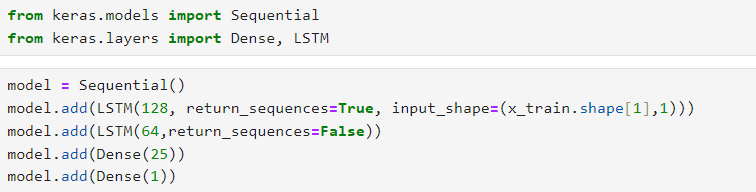 from keras.models import Sequential
from keras.layers import Dense, LSTM
model = Sequential()
model.add(LSTM(128, return_sequences=True, input_shape=(x_train.shape[1],1)))
model.add(LSTM(64,return_sequences=False))
model.add(Dense(25))
model.add(Dense(1))